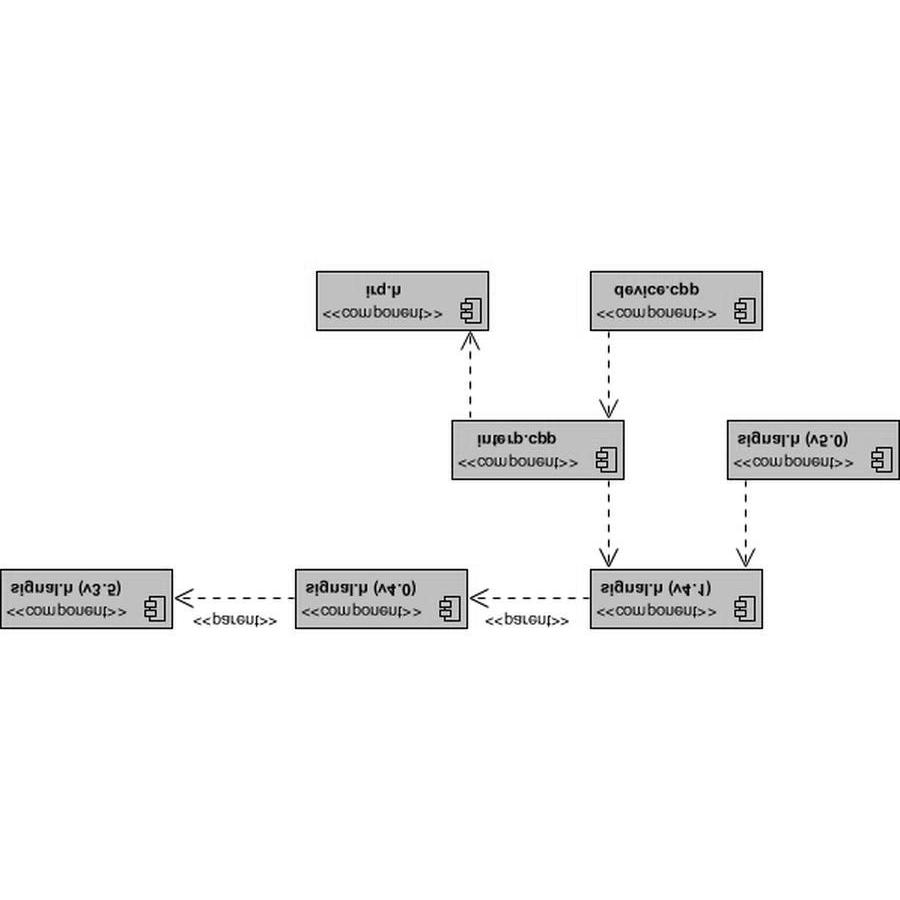 <<component>>
signal.h (v3.5)
<<parent>>
<<component>>
signal.h (v4.0)
<<parent>>
<<component>>
signal.h (v4.1)
<<component>>
interp.cpp
<<component>>
signal.h (v5.0)
<<component>>
irq.h
<<component>>
device.cpp